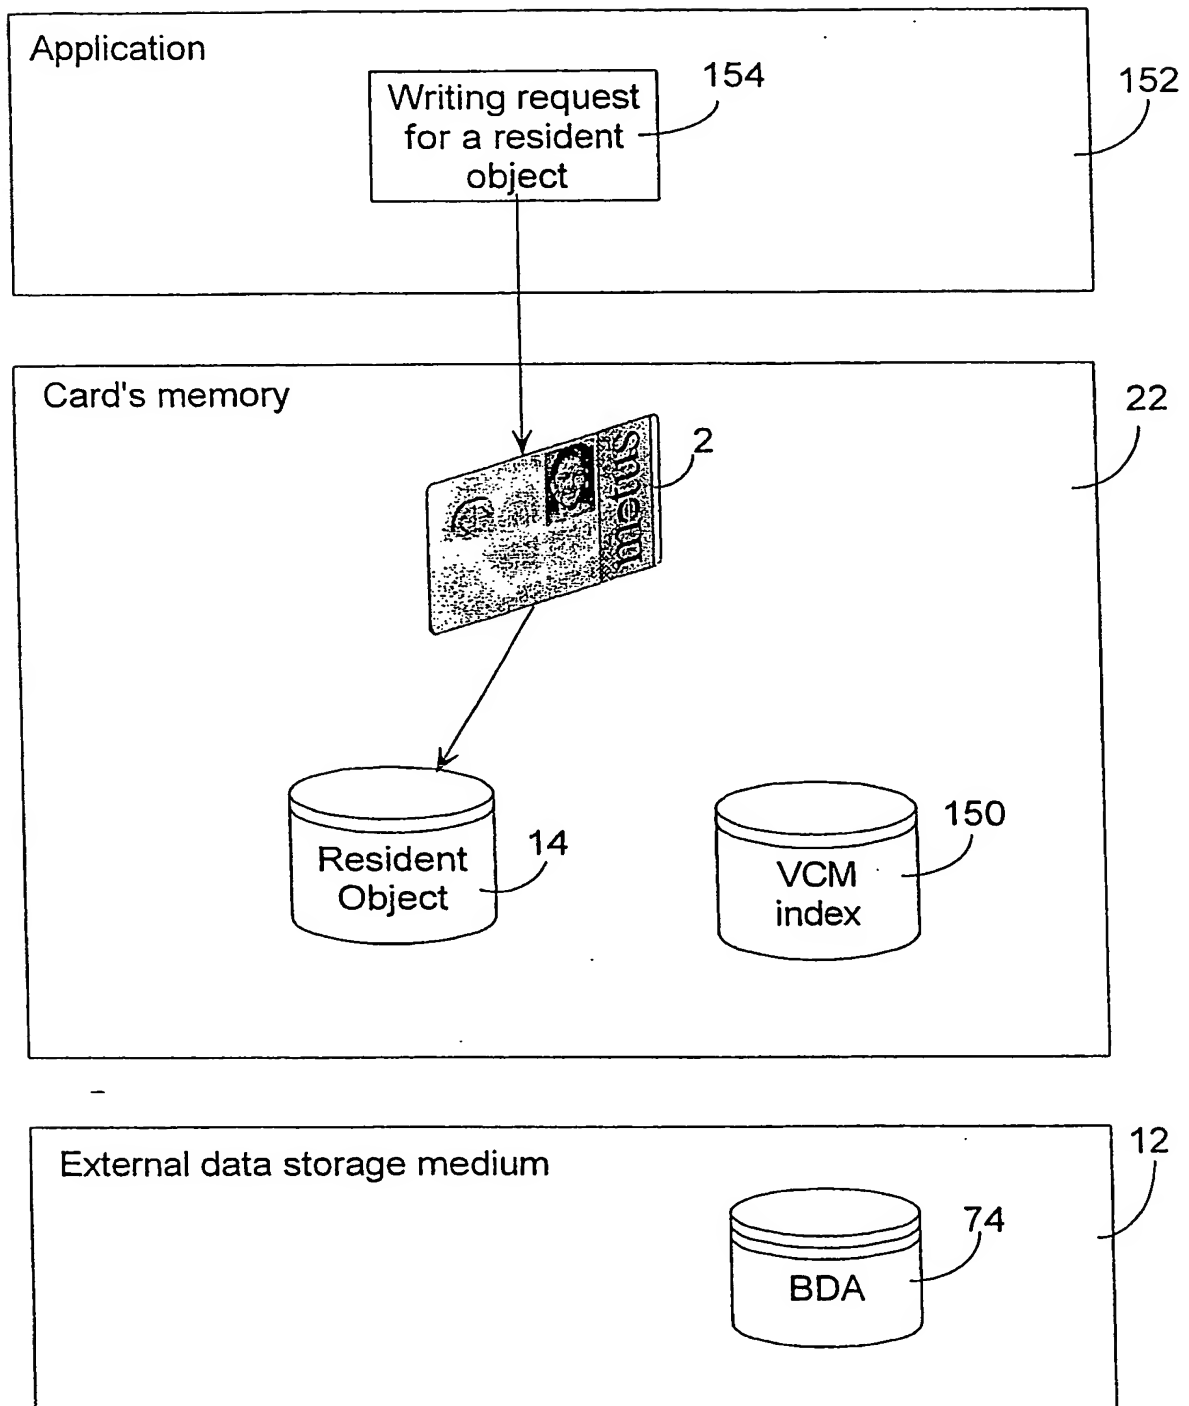 Application
154
152
Writing request
for a resident
object
Card's memory
22
2
metus
150
14
Resident
Object
VCM
index
12
External data storage medium
74
BDA